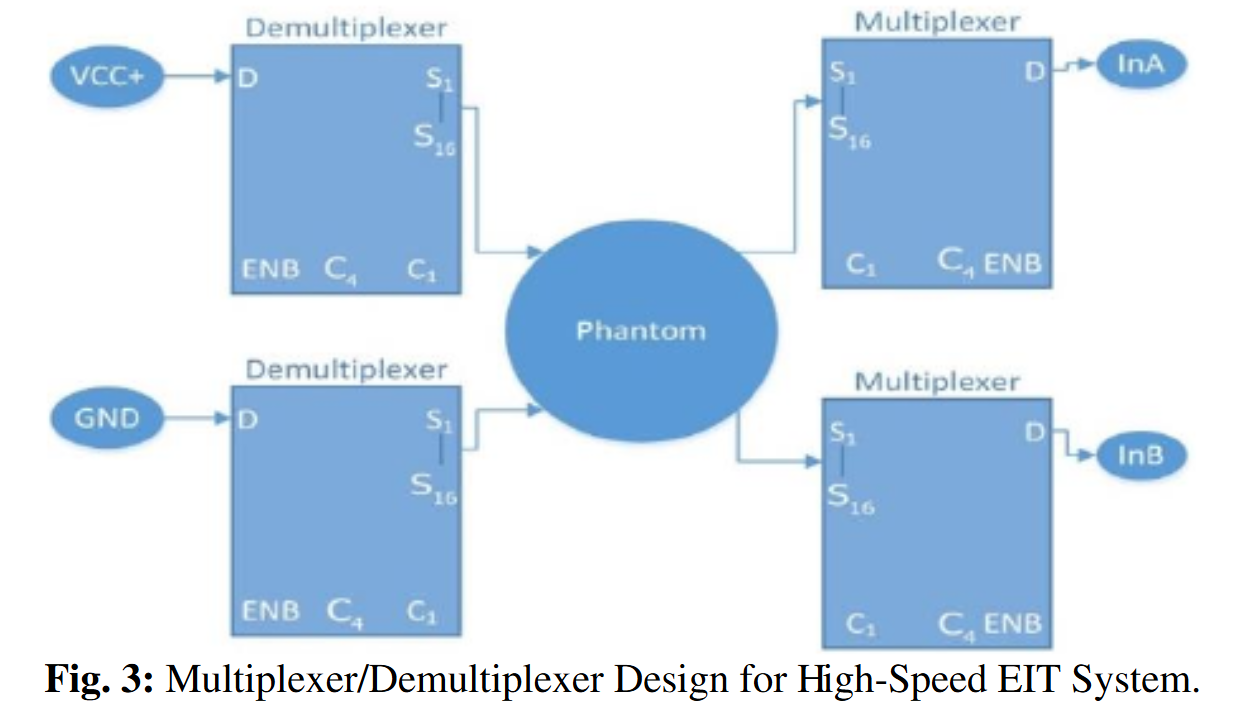 Demultiplexer
Multiplexer
VCC+
D
S₁
S₁₆
ENB C₄ C₁
S₁
S₁₆
D
InA
C₁ C₄ ENB
Phantom
Demultiplexer
Multiplexer
GND
D
S₁
S₁₆
ENB C₄ C₁
S₁
S₁₆
D
InB
C₁ C₄ ENB
Fig. 3: Multiplexer/Demultiplexer Design for High-Speed EIT System.